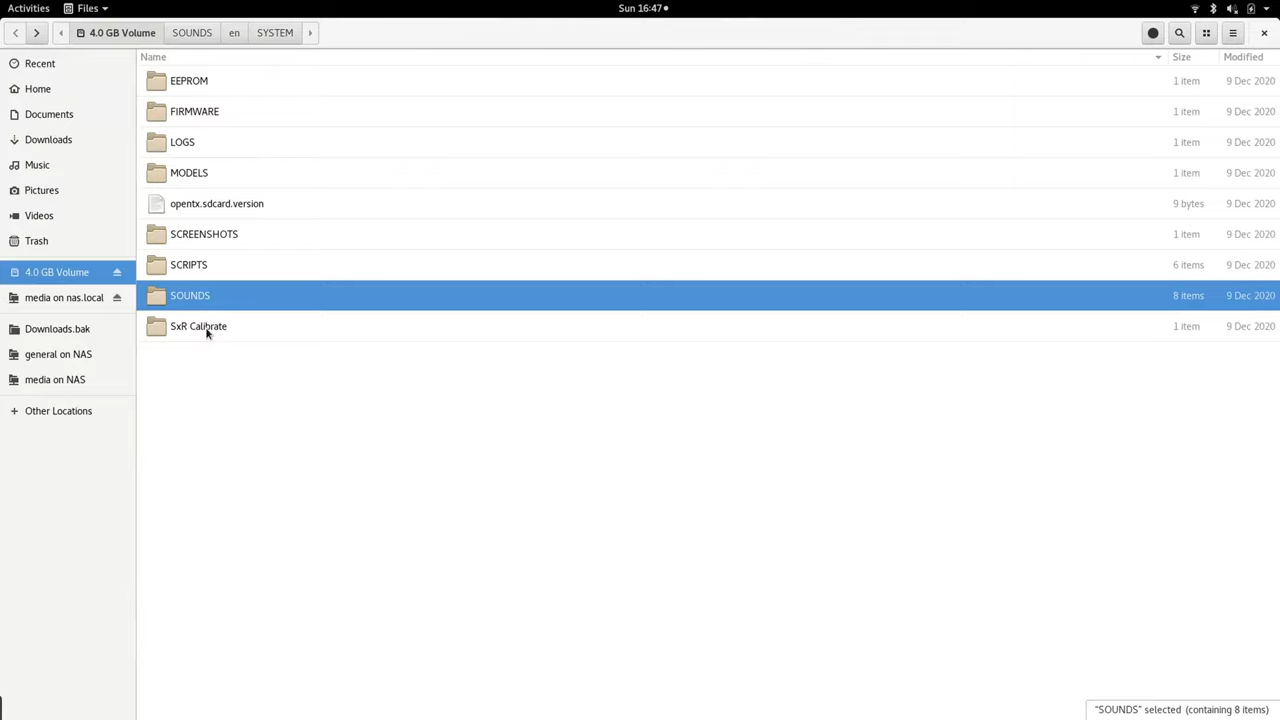 Activities Files Sun 16:47
4.0 GB Volume SOUNDS en SYSTEM
Name Size Modified
Recent
Home
Documents
Downloads
Music
Pictures
Videos
Trash
4.0 GB Volume
media on nas.local
Downloads.bak
general on NAS
media on NAS
+ Other Locations
EEPROM 1 item 9 Dec 2020
FIRMWARE 1 item 9 Dec 2020
LOGS 1 item 9 Dec 2020
MODELS 1 item 9 Dec 2020
opentx.sdcard.version 9 bytes 9 Dec 2020
SCREENSHOTS 1 item 9 Dec 2020
SCRIPTS 6 items 9 Dec 2020
SOUNDS 8 items 9 Dec 2020
SxR Calibrate 1 item 9 Dec 2020
"SOUNDS" selected (containing 8 items)